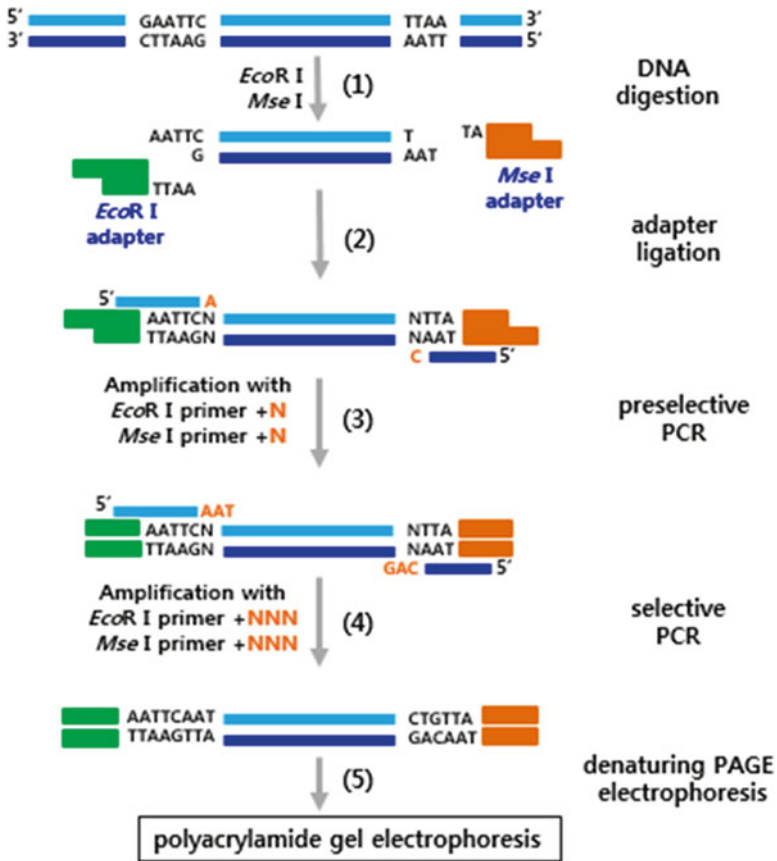 5´ GAATTC TTAA 3´
3´ CTTAAG AATT 5´
EcoR I
Mse I
(1)
DNA
digestion
AATTC T TA
G AAT
TTAA
EcoR I
adapter
Mse I
adapter
(2)
adapter
ligation
5´ A
AATTCN NTTA
TTAAGN NAAT
C 5´
Amplification with
EcoR I primer +N
Mse I primer +N
(3)
preselective
PCR
5´ AAT
AATTCN NTTA
TTAAGN NAAT
GAC 5´
Amplification with
EcoR I primer +NNN
Mse I primer +NNN
(4)
selective
PCR
AATTCAAT CTGTTA
TTAAGTTA GACAAT
(5)
denaturing PAGE
electrophoresis
polyacrylamide gel electrophoresis